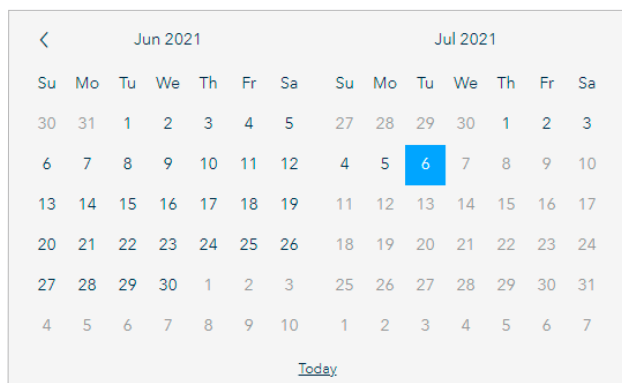 Jun 2021 Jul 2021
Su Mo Tu We Th Fr Sa Su Mo Tu We Th Fr Sa
30 31 1 2 3 4 5 27 28 29 30 1 2 3
6 7 8 9 10 11 12 4 5 6 7 8 9 10
13 14 15 16 17 18 19 11 12 13 14 15 16 17
20 21 22 23 24 25 26 18 19 20 21 22 23 24
27 28 29 30 1 2 3 25 26 27 28 29 30 31
4 5 6 7 8 9 10 1 2 3 4 5 6 7
Today